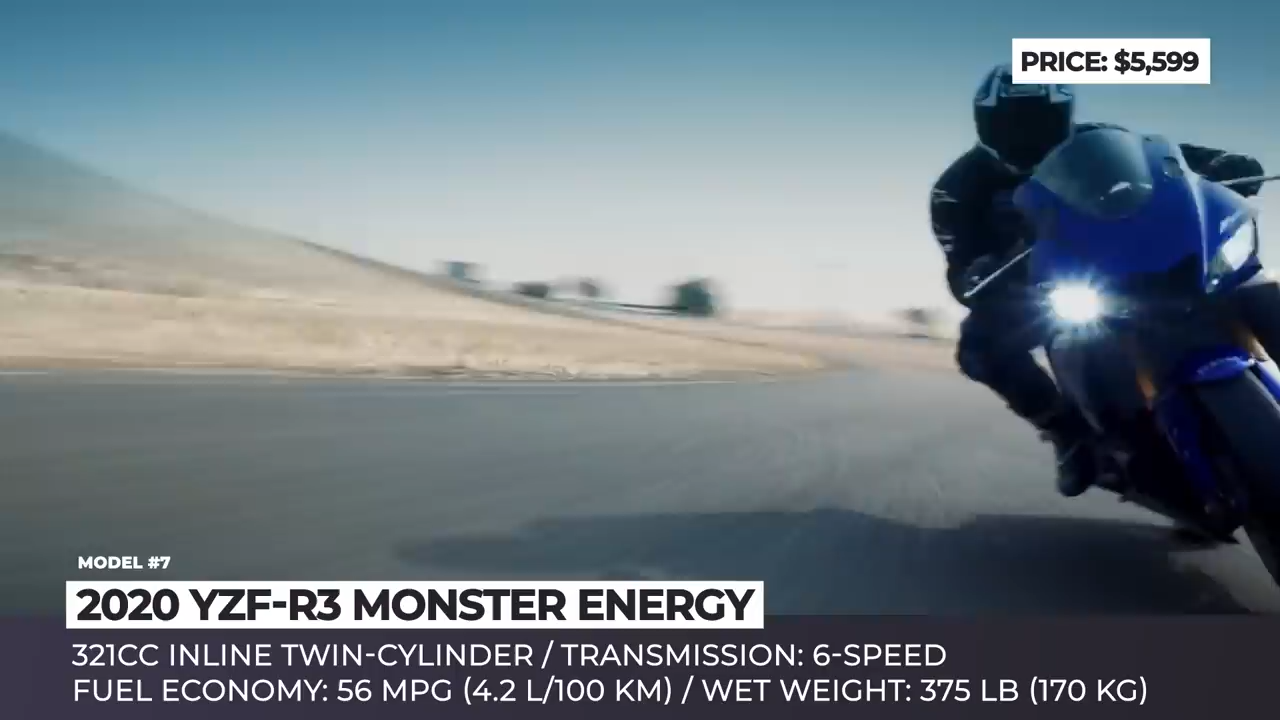 PRICE: $5,599
MODEL #7
2020 YZF-R3 MONSTER ENERGY
321CC INLINE TWIN-CYLINDER / TRANSMISSION: 6-SPEED
FUEL ECONOMY: 56 MPG (4.2 L/100 KM) / WET WEIGHT: 375 LB (170 KG)